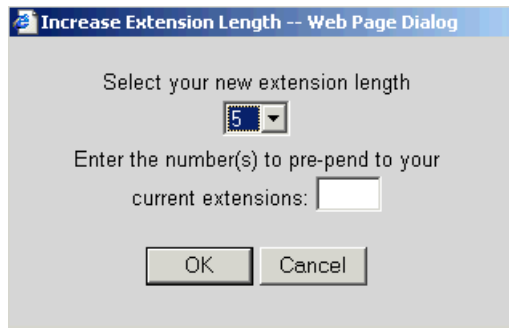 Increase Extension Length -- Web Page Dialog
Select your new extension length
5
Enter the number(s) to pre-pend to your
current extensions:
OK Cancel